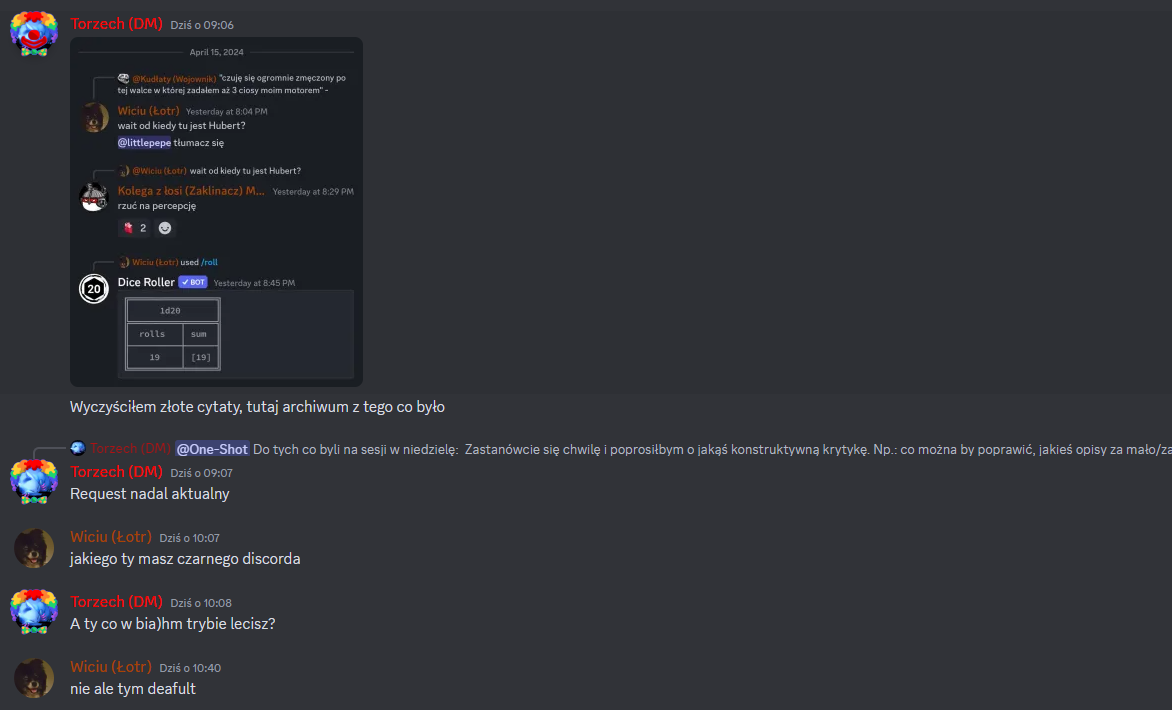 Torzech (DM) Dziś o 09:06
April 15, 2024
@Kudłaty (Wojownik) "czuję się ogromnie zmęczony po
tej walce w której zadałem aż 3 ciosy moim motorem" -
Wiciu (Łotr) Yesterday at 8:04 PM
wait od kiedy tu jest Hubert?
@littlepepe tłumacz się
@Wiciu (Łotr) wait od kiedy tu jest Hubert?
Kolega z łosi (Zaklinacz) M... Yesterday at 8:29 PM
rzuć na percepcję
2
Wiciu (Łotr) used /roll
20
Dice Roller ✓ BOT Yesterday at 8:45 PM
1d20
rolls sum
19 [19]
Wyczyściłem złote cytaty, tutaj archiwum z tego co było
Torzech (DM) @One-Shot Do tych co byli na sesji w niedzielę: Zastanówcie się chwilę i poprosiłbym o jakąś konstruktywną krytykę. Np.: co można by poprawić, jakieś opisy za mało/za
Torzech (DM) Dziś o 09:07
Request nadal aktualny
Wiciu (Łotr) Dziś o 10:07
jakiego ty masz czarnego discorda
Torzech (DM) Dziś o 10:08
A ty co w bia)hm trybie lecisz?
Wiciu (Łotr) Dziś o 10:40
nie ale tym deafult